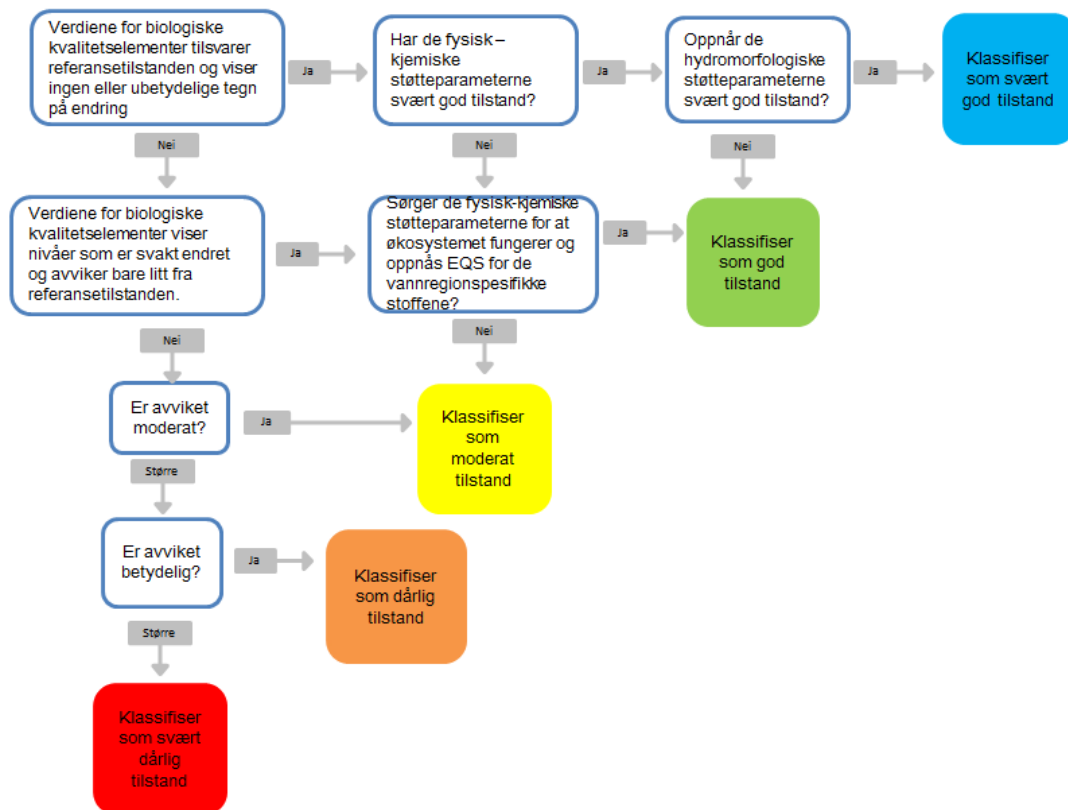 Verdiene for biologiske
kvalitetselementer tilsvarer
referansetilstanden og viser
ingen eller ubetydelige tegn
på endring
Ja
Har de fysisk –
kjemiske
støtteparameterne
svært god tilstand?
Ja
Oppnår de
hydromorfologiske
støtteparameterne
svært god tilstand?
Ja
Klassifiser
som svært
god tilstand
Nei
Nei
Nei
Verdiene for biologiske
kvalitetselementer viser
nivåer som er svakt endret
og avviker bare litt fra
referansetilstanden.
Ja
Sørger de fysisk-kjemiske
støtteparameterne for at
økosystemet fungerer og
oppnås EQS for de
vannregionspesifikke
stoffene?
Ja
Klassifiser
som god
tilstand
Nei
Nei
Er avviket
moderat?
Ja
Klassifiser
som
moderat
tilstand
Større
Er avviket
betydelig?
Ja
Klassifiser
som dårlig
tilstand
Større
Klassifiser
som svært
dårlig
tilstand